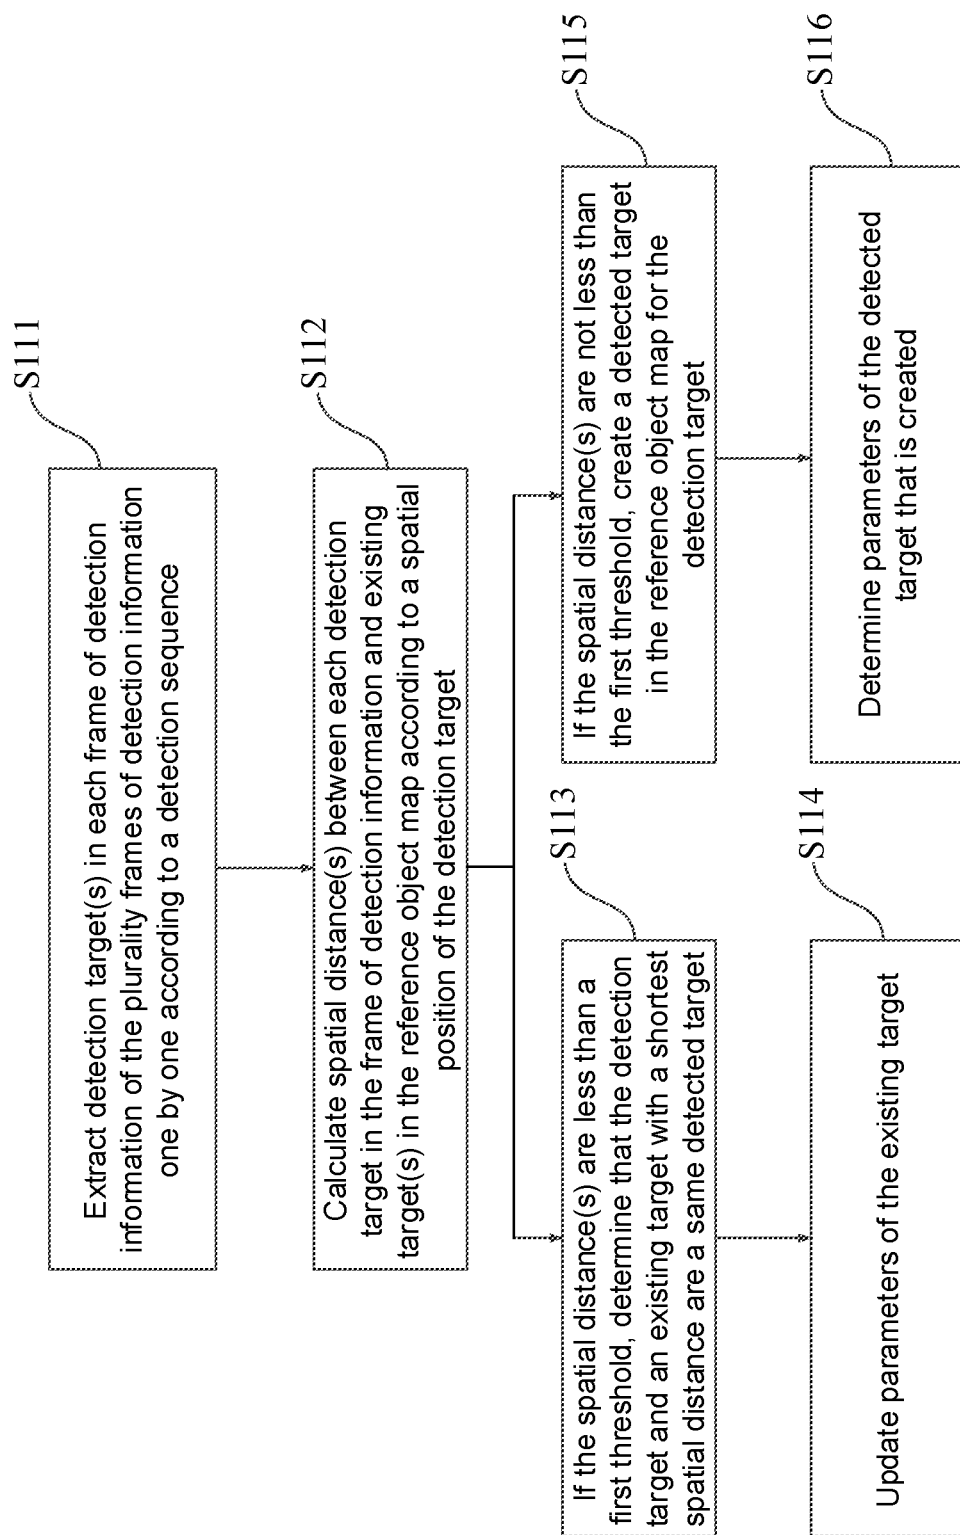 S111
Extract detection target(s) in each frame of detection
information of the plurality frames of detection information
one by one according to a detection sequence
S112
Calculate spatial distance(s) between each detection
target in the frame of detection information and existing
target(s) in the reference object map according to a spatial
position of the detection target
S113
If the spatial distance(s) are less than a
first threshold, determine that the detection
target and an existing target with a shortest
spatial distance are a same detected target
S115
If the spatial distance(s) are not less than
the first threshold, create a detected target
in the reference object map for the
detection target
S114
Update parameters of the existing target
S116
Determine parameters of the detected
target that is created